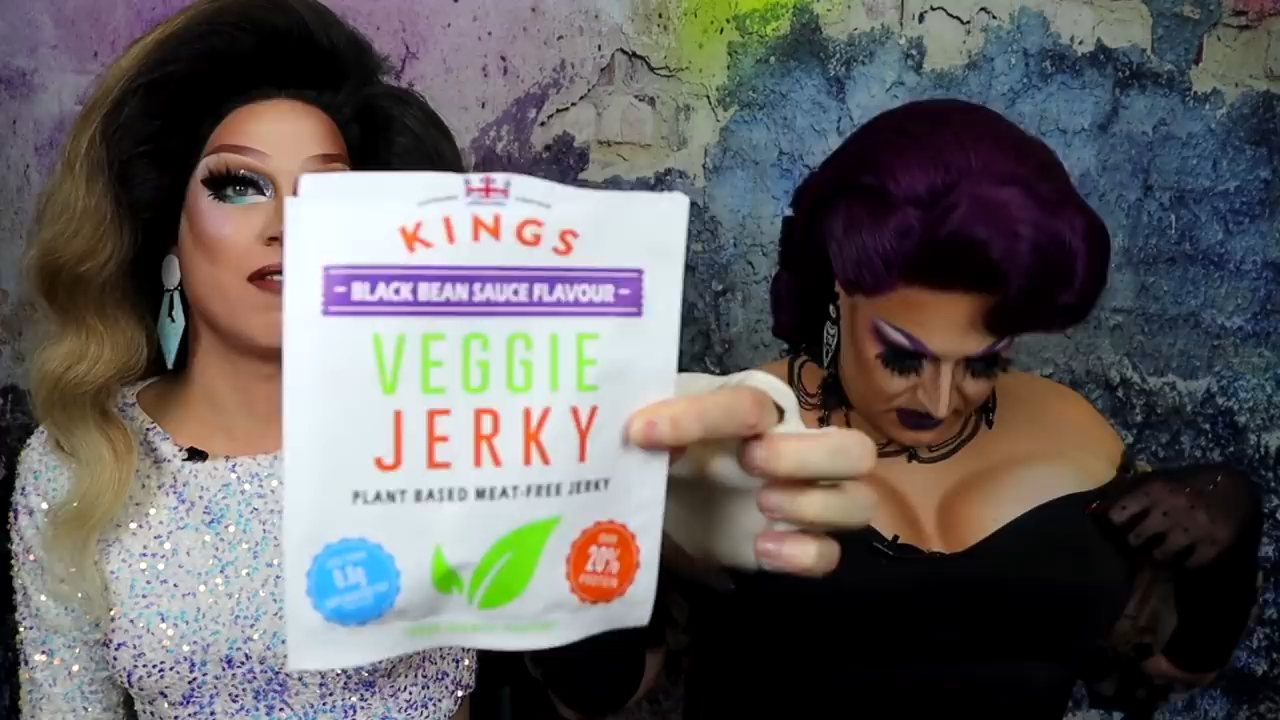 KINGS
- BLACK BEAN SAUCE FLAVOUR -
VEGGIE
JERKY
PLANT BASED MEAT-FREE JERKY
20%
PROTEIN